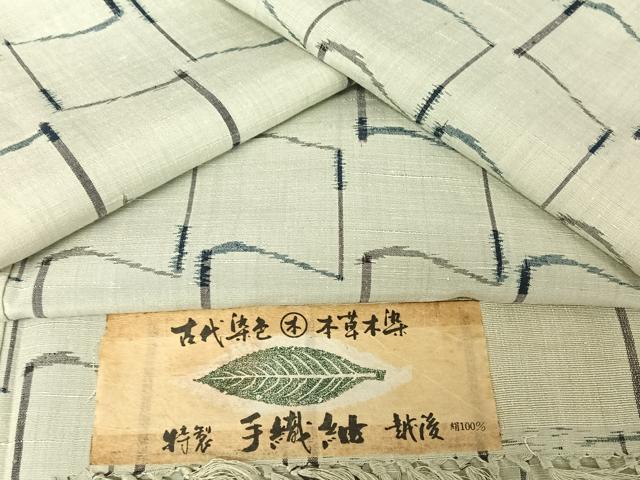 古代染色 ㊍ 本草木染
特製 手織紬 越後 絹100%